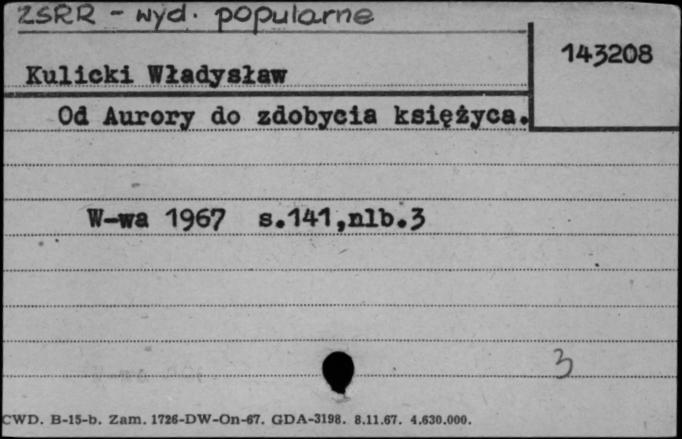 ZSRR - wyd. popularne
143208
Kulicki Władysław
Od Aurory do zdobycia księżyca.
W-wa 1967 s.141,nlb.3
3
CWD. B-15-b. Zam. 1726-DW-On-67. GDA-3198. 8.11.67. 4.630.000.